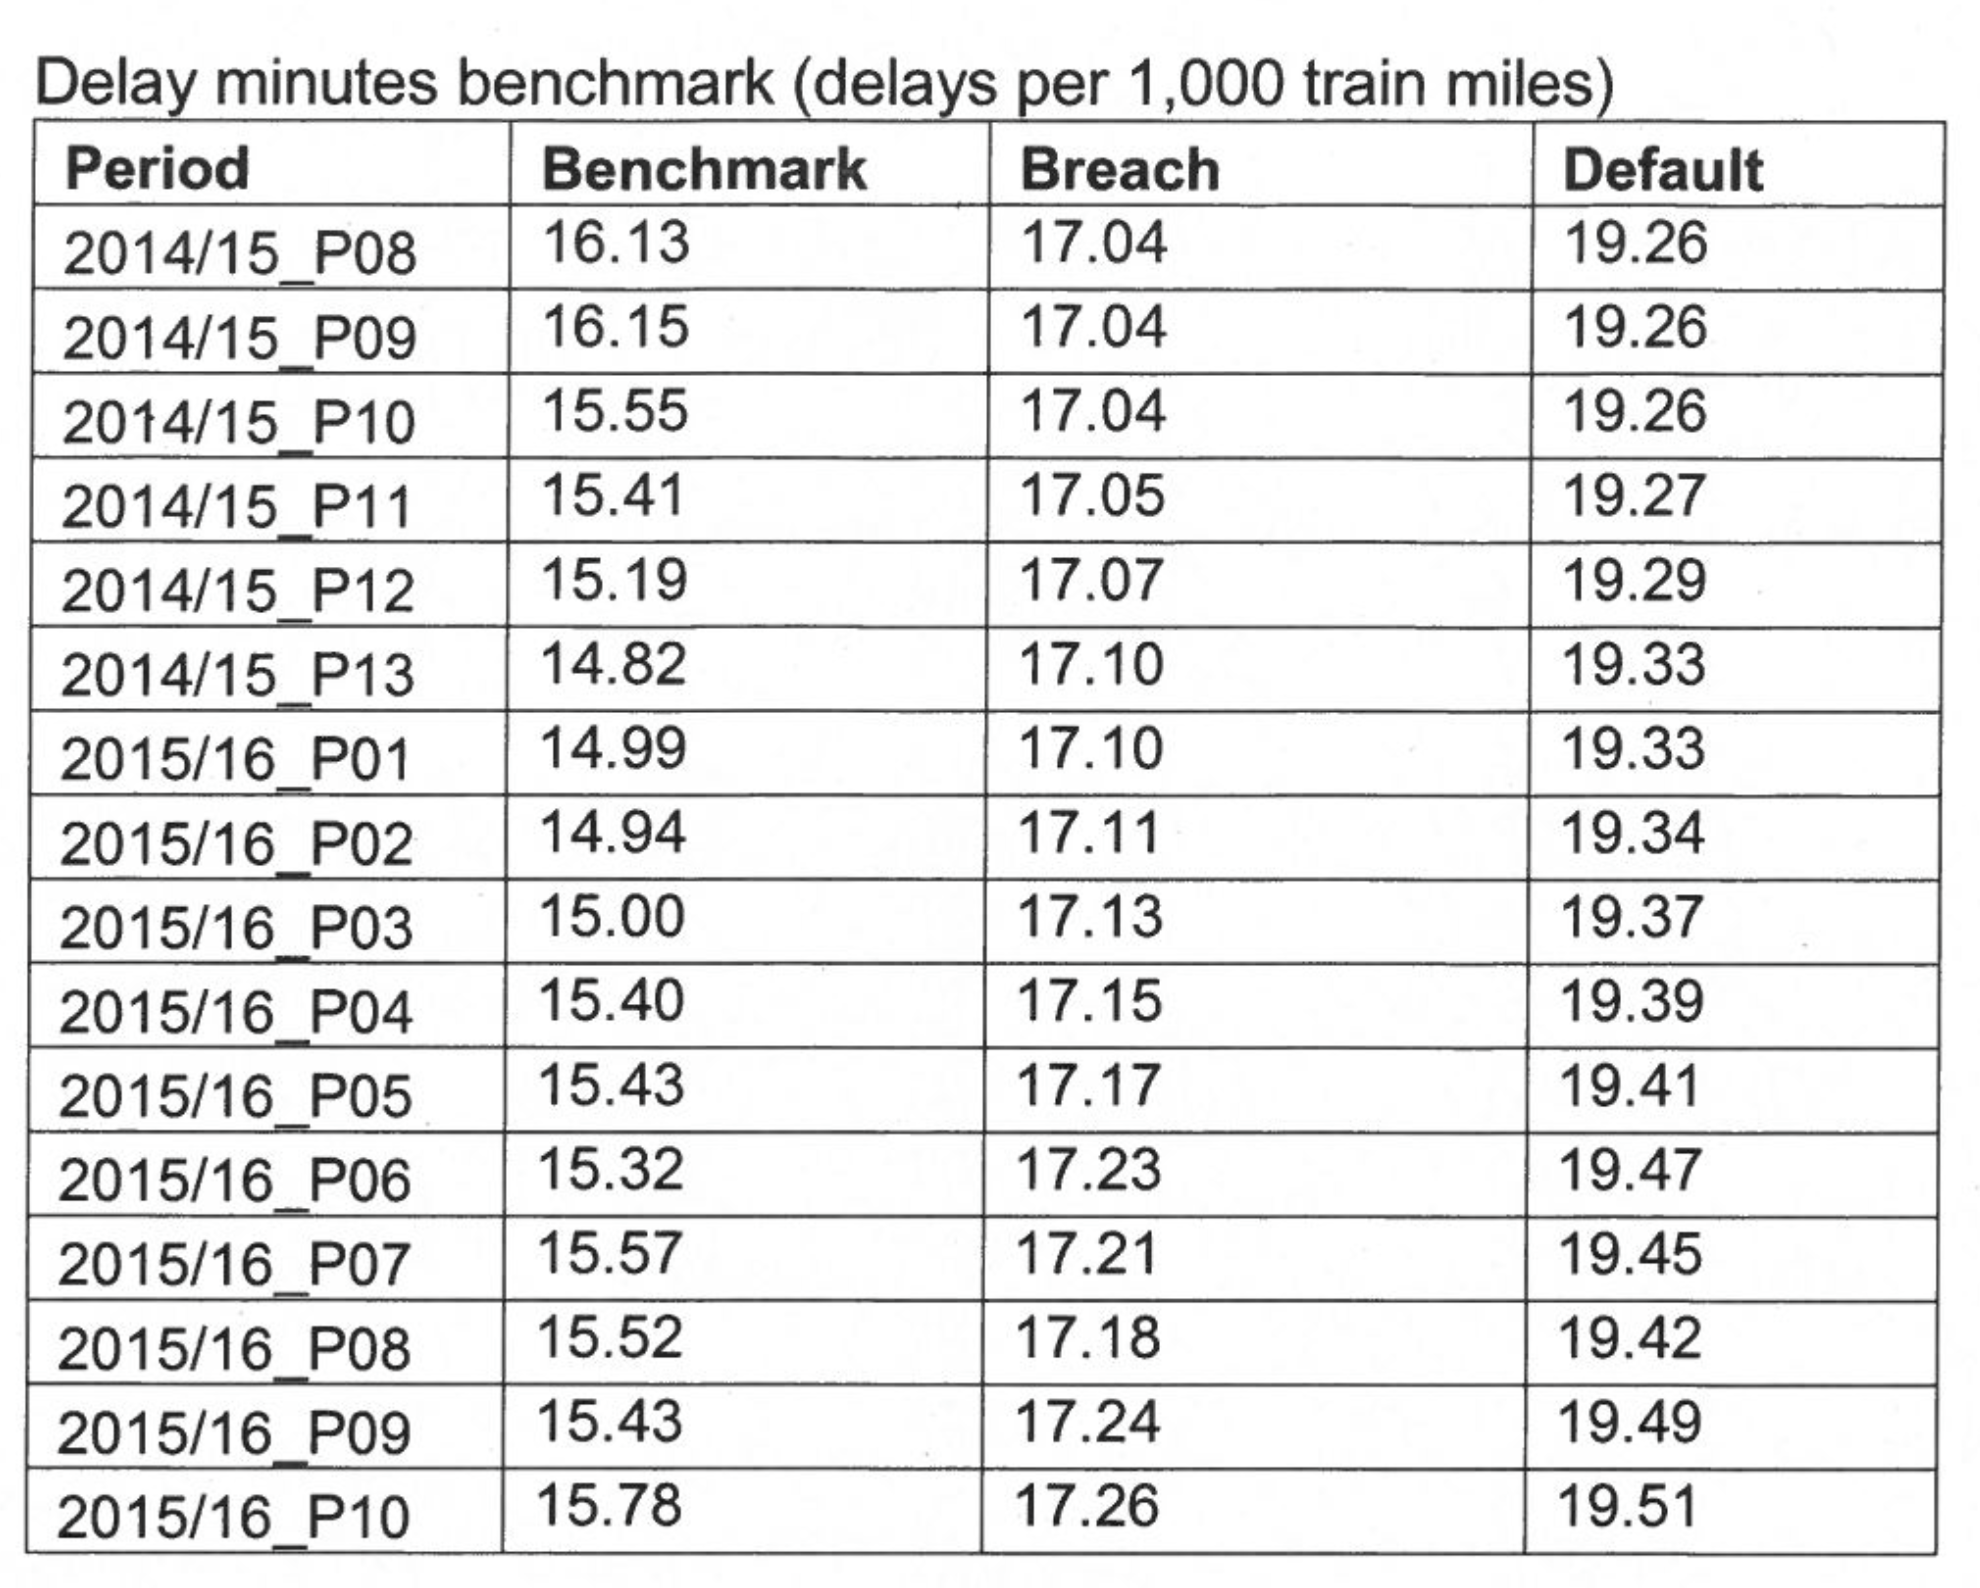 Delay minutes benchmark (delays per 1,000 train miles)
Period Benchmark Breach Default
2014/15_P08 16.13 17.04 19.26
2014/15_P09 16.15 17.04 19.26
2014/15_P10 15.55 17.04 19.26
2014/15_P11 15.41 17.05 19.27
2014/15_P12 15.19 17.07 19.29
2014/15_P13 14.82 17.10 19.33
2015/16_P01 14.99 17.10 19.33
2015/16_P02 14.94 17.11 19.34
2015/16_P03 15.00 17.13 19.37
2015/16_P04 15.40 17.15 19.39
2015/16_P05 15.43 17.17 19.41
2015/16_P06 15.32 17.23 19.47
2015/16_P07 15.57 17.21 19.45
2015/16_P08 15.52 17.18 19.42
2015/16_P09 15.43 17.24 19.49
2015/16_P10 15.78 17.26 19.51